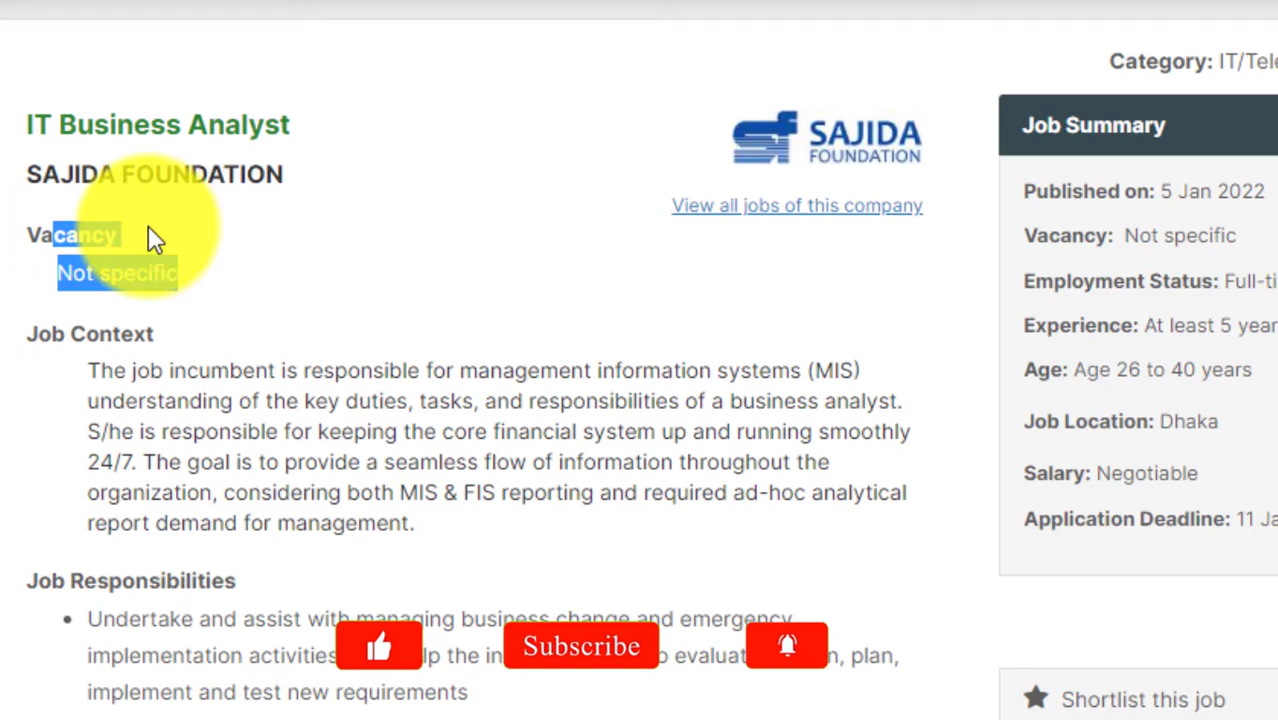 Category: IT/Tele
IT Business Analyst
SAJIDA FOUNDATION
SAJIDA
FOUNDATION
View all jobs of this company
Vacancy
Not specific
Job Context
The job incumbent is responsible for management information systems (MIS)
understanding of the key duties, tasks, and responsibilities of a business analyst.
S/he is responsible for keeping the core financial system up and running smoothly
24/7. The goal is to provide a seamless flow of information throughout the
organization, considering both MIS & FIS reporting and required ad-hoc analytical
report demand for management.
Job Responsibilities
• Undertake and assist with managing business change and emergency
implementation activities lp the in o evaluat n, plan,
implement and test new requirements
Subscribe
Job Summary
Published on: 5 Jan 2022
Vacancy: Not specific
Employment Status: Full-ti
Experience: At least 5 year
Age: Age 26 to 40 years
Job Location: Dhaka
Salary: Negotiable
Application Deadline: 11 Ja
Shortlist this job